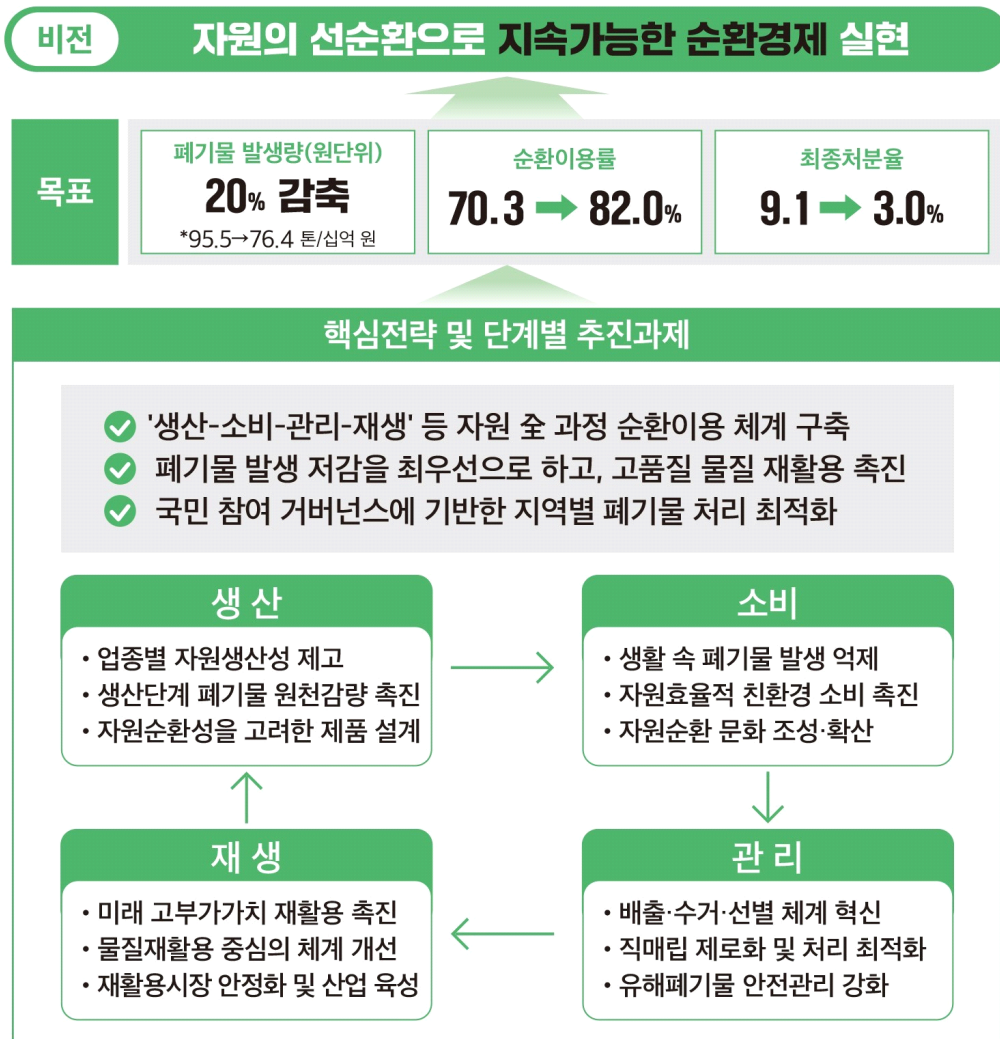 비전
자원의 선순환으로 지속가능한 순환경제 실현
목표
폐기물 발생량(원단위)
20% 감축
*95.5→76.4 톤/십억 원
순환이용률
70.3 → 82.0%
최종처분율
9.1 → 3.0%
핵심전략 및 단계별 추진과제
'생산-소비-관리-재생' 등 자원 全 과정 순환이용 체계 구축
폐기물 발생 저감을 최우선으로 하고, 고품질 물질 재활용 촉진
국민 참여 거버넌스에 기반한 지역별 폐기물 처리 최적화
생 산
• 업종별 자원생산성 제고
• 생산단계 폐기물 원천감량 촉진
• 자원순환성을 고려한 제품 설계
소비
• 생활 속 폐기물 발생 억제
• 자원효율적 친환경 소비 촉진
• 자원순환 문화 조성·확산
관 리
• 배출·수거·선별 체계 혁신
• 직매립 제로화 및 처리 최적화
• 유해폐기물 안전관리 강화
재 생
• 미래 고부가가치 재활용 촉진
• 물질재활용 중심의 체계 개선
• 재활용시장 안정화 및 산업 육성